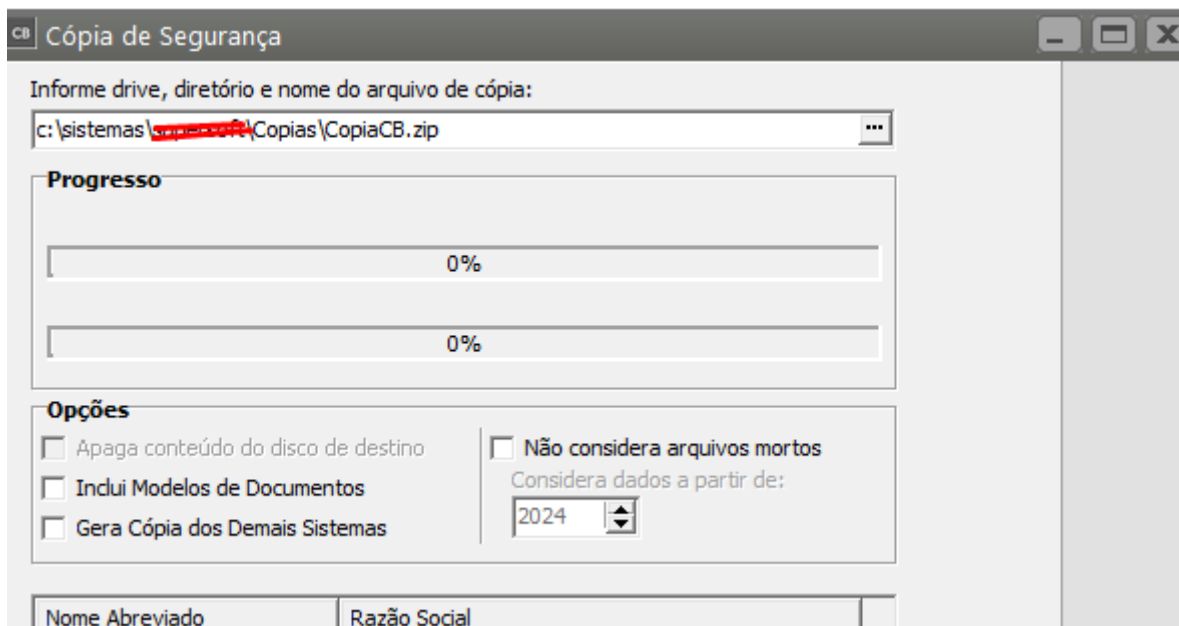 CB Cópia de Segurança
Informe drive, diretório e nome do arquivo de cópia:
c:\sistemas\ \Copias\CopiaCB.zip ...
Progresso
0%
0%
Opções
Apaga conteúdo do disco de destino
Inclui Modelos de Documentos
Gera Cópia dos Demais Sistemas
Não considera arquivos mortos
Considera dados a partir de:
2024
Nome Abreviado Razão Social